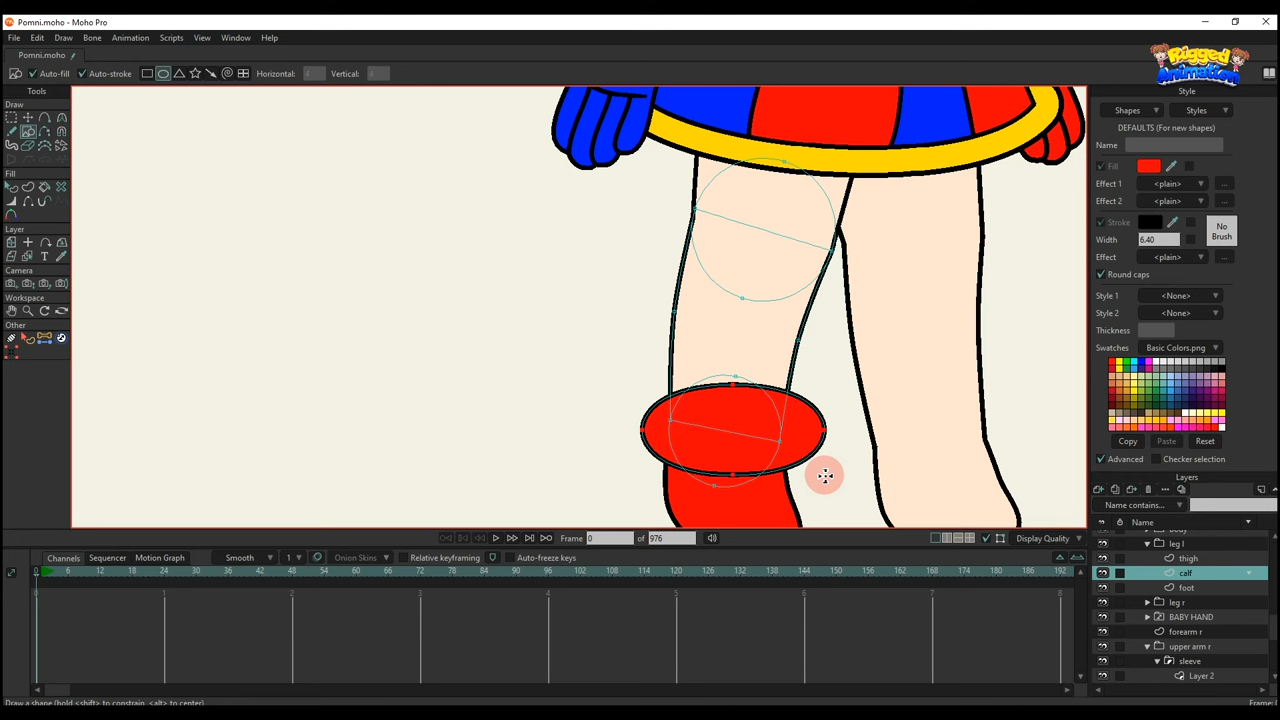 Pomni.moho - Moho Pro
File Edit Draw Bone Animation Scripts View Window Help
Pomni.moho
Auto-fill Auto-stroke Horizontal: 4 Vertical: 4
Rigged Animation
Tools
Draw
Fill
Layer
Camera
Workspace
Other
Style
Shapes Styles
DEFAULTS (For new shapes)
Name
Fill
Effect 1 <plain> ...
Effect 2 <plain> ...
Stroke
No Brush
Width 6.40
Effect <plain> ...
Round caps
Style 1 <None>
Style 2 <None>
Thickness
Swatches Basic Colors.png
Copy Paste Reset
Advanced Checker selection
Layers
Name contains...
Name
body
leg l
thigh
calf
foot
leg r
BABY HAND
forearm r
upper arm r
sleeve
Layer 2
Frame 0 of 976 Display Quality
Channels Sequencer Motion Graph Smooth 1 Onion Skins Relative keyframing Auto-freeze keys
0 6 12 18 24 30 36 42 48 54 60 66 72 78 84 90 96 102 108 114 120 126 132 138 144 150 156 162 168 174 180 186 192
0 1 2 3 4 5 6 7 8
Draw a shape (hold <shift> to constrain, <alt> to center) Frame: